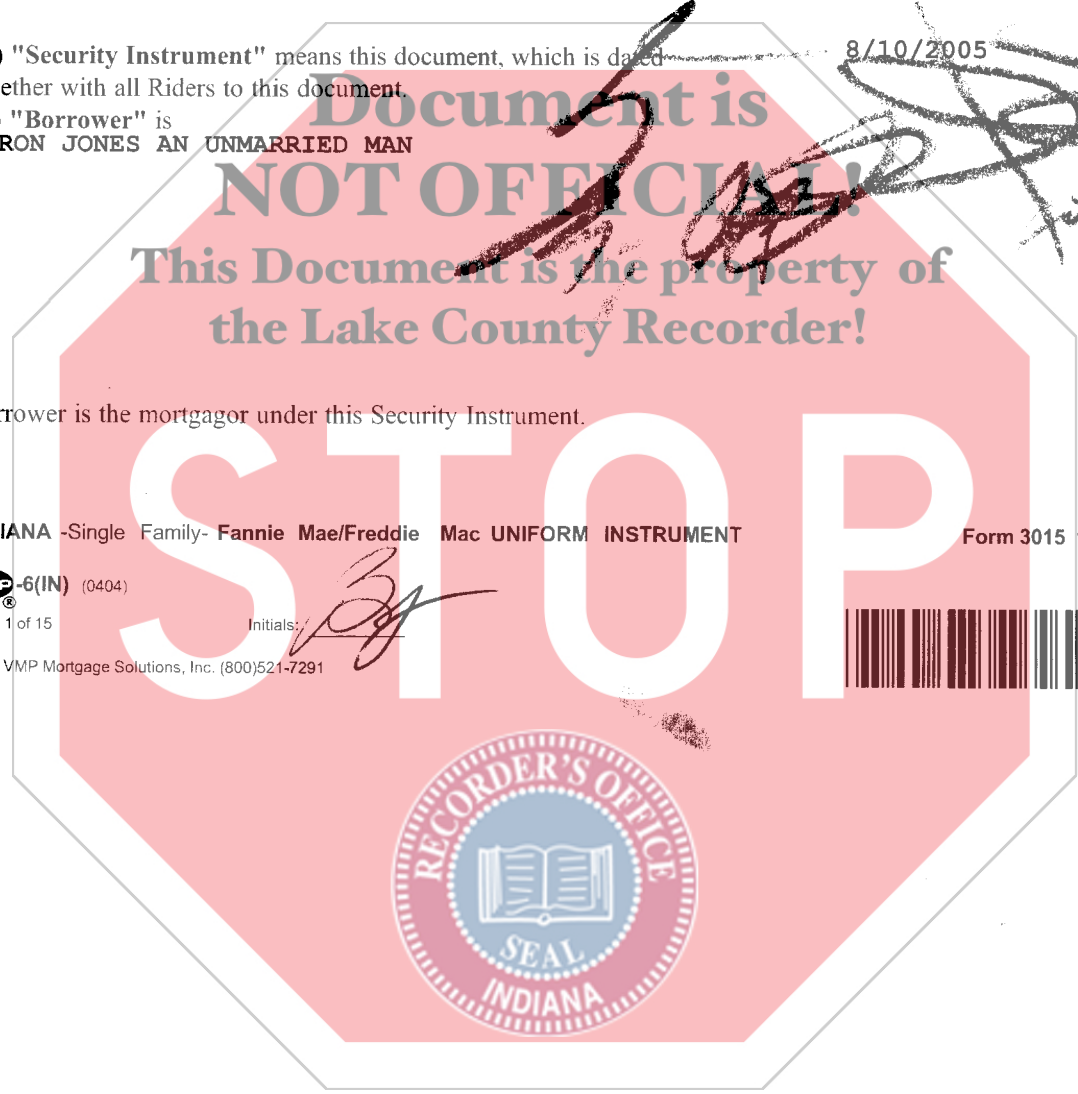 ) "Security Instrument" means this document, which is dated 8/10/2005
ether with all Riders to this document.
"Borrower" is
RON JONES AN UNMARRIED MAN
Document is
NOT OFFICIAL!
This Document is the property of
the Lake County Recorder!
rrower is the mortgagor under this Security Instrument.
STOP
IANA -Single Family- Fannie Mae/Freddie Mac UNIFORM INSTRUMENT Form 3015
-6(IN) (0404)
®
1 of 15 Initials:
VMP Mortgage Solutions, Inc. (800)521-7291
RECORDER'S OFFICE
SEAL
INDIANA